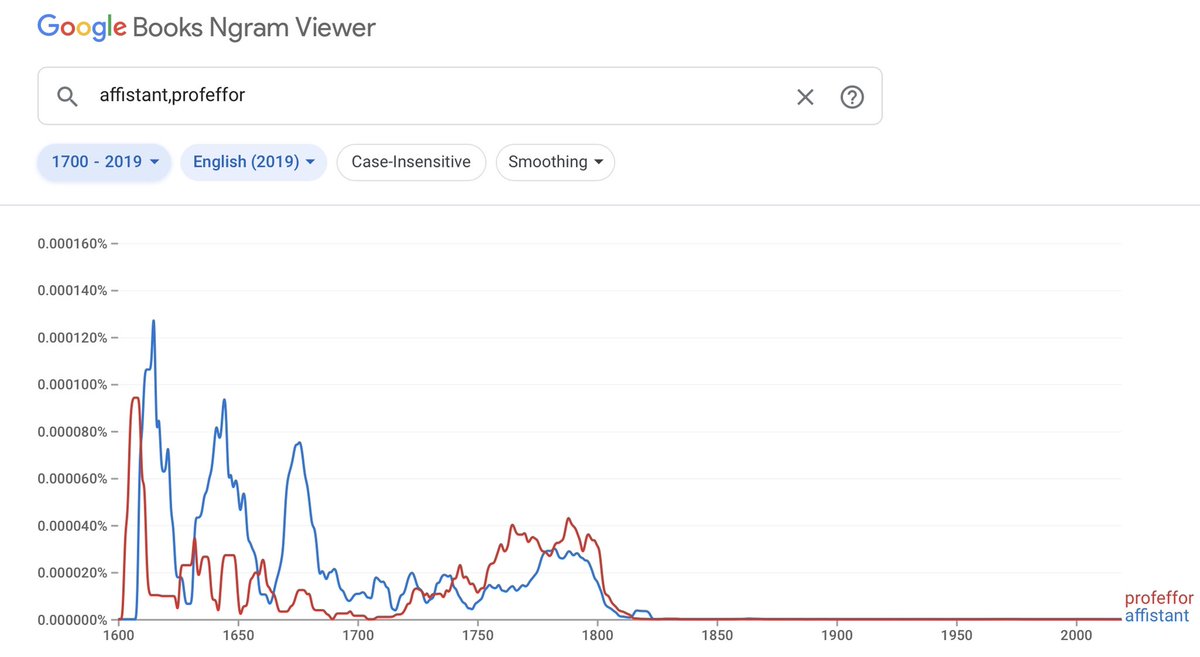 Google Books Ngram Viewer
affistant,profeffor
1700 - 2019 English (2019) Case-Insensitive Smoothing
0.000160%
0.000140%
0.000120%
0.000100%
0.000080%
0.000060%
0.000040%
0.000020%
0.000000%
profeffor
affistant
1600 1650 1700 1750 1800 1850 1900 1950 2000